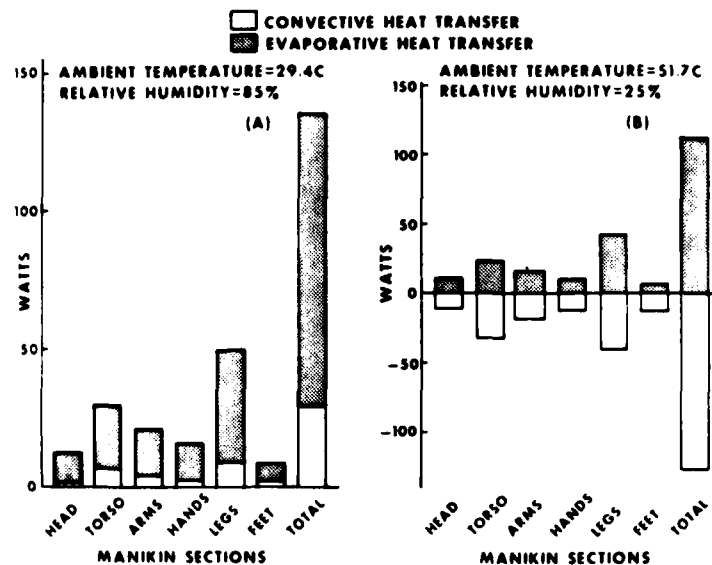 CONVECTIVE HEAT TRANSFER
EVAPORATIVE HEAT TRANSFER
AMBIENT TEMPERATURE=29.4C
RELATIVE HUMIDITY=85%
(A)
150
100
50
0
WATTS
HEAD
TORSO
ARMS
HANDS
LEGS
FEET
TOTAL
MANIKIN SECTIONS
AMBIENT TEMPERATURE=51.7C
RELATIVE HUMIDITY=25%
(B)
150
100
50
0
-50
-100
WATTS
HEAD
TORSO
ARMS
HANDS
LEGS
FEET
TOTAL
MANIKIN SECTIONS